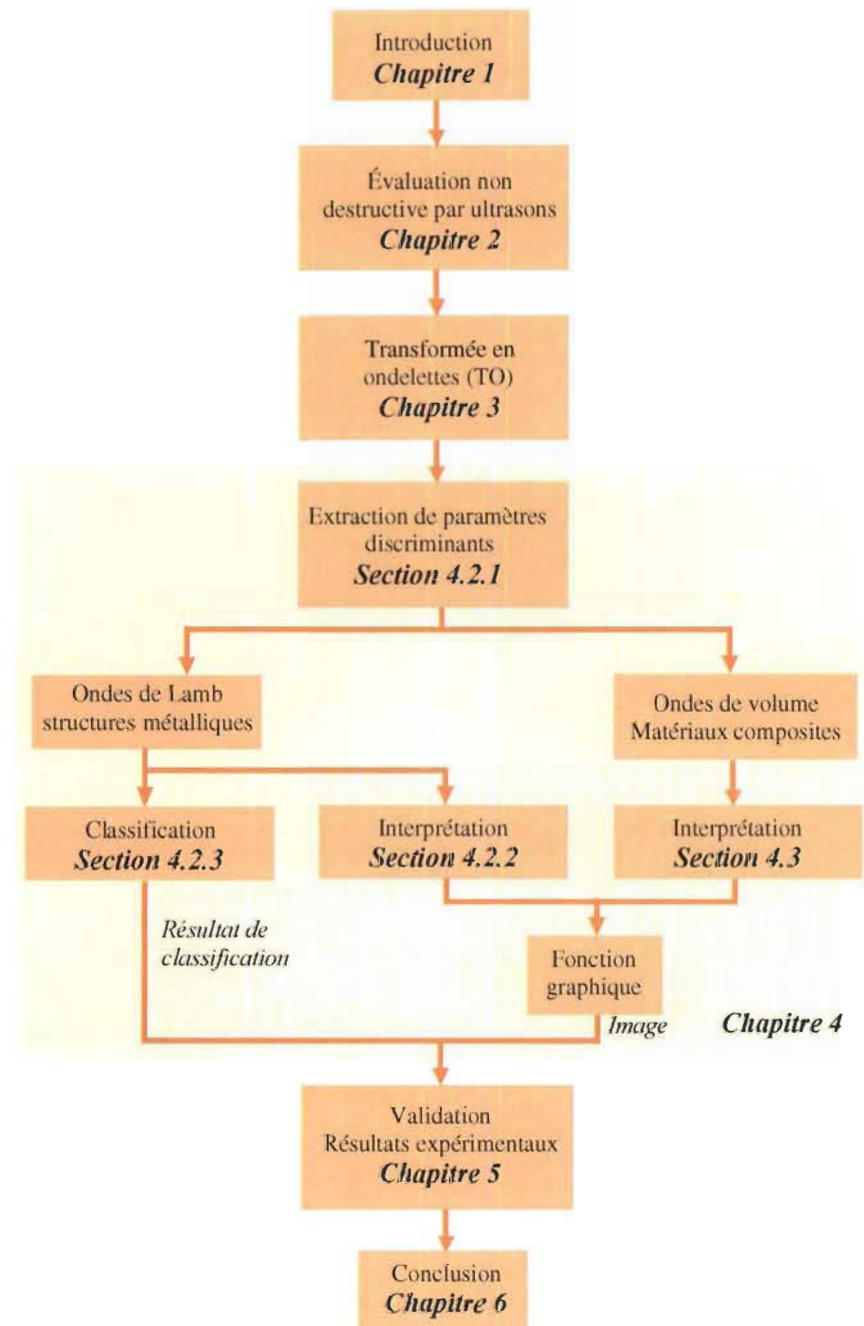 Introduction
Chapitre 1
Évaluation non
destructive par ultrasons
Chapitre 2
Transformée en
ondelettes (TO)
Chapitre 3
Extraction de paramètres
discriminants
Section 4.2.1
Ondes de Lamb
structures métalliques
Ondes de volume
Matériaux composites
Classification
Section 4.2.3
Interprétation
Section 4.2.2
Interprétation
Section 4.3
Résultat de
classification
Fonction
graphique
Image
Chapitre 4
Validation
Résultats expérimentaux
Chapitre 5
Conclusion
Chapitre 6